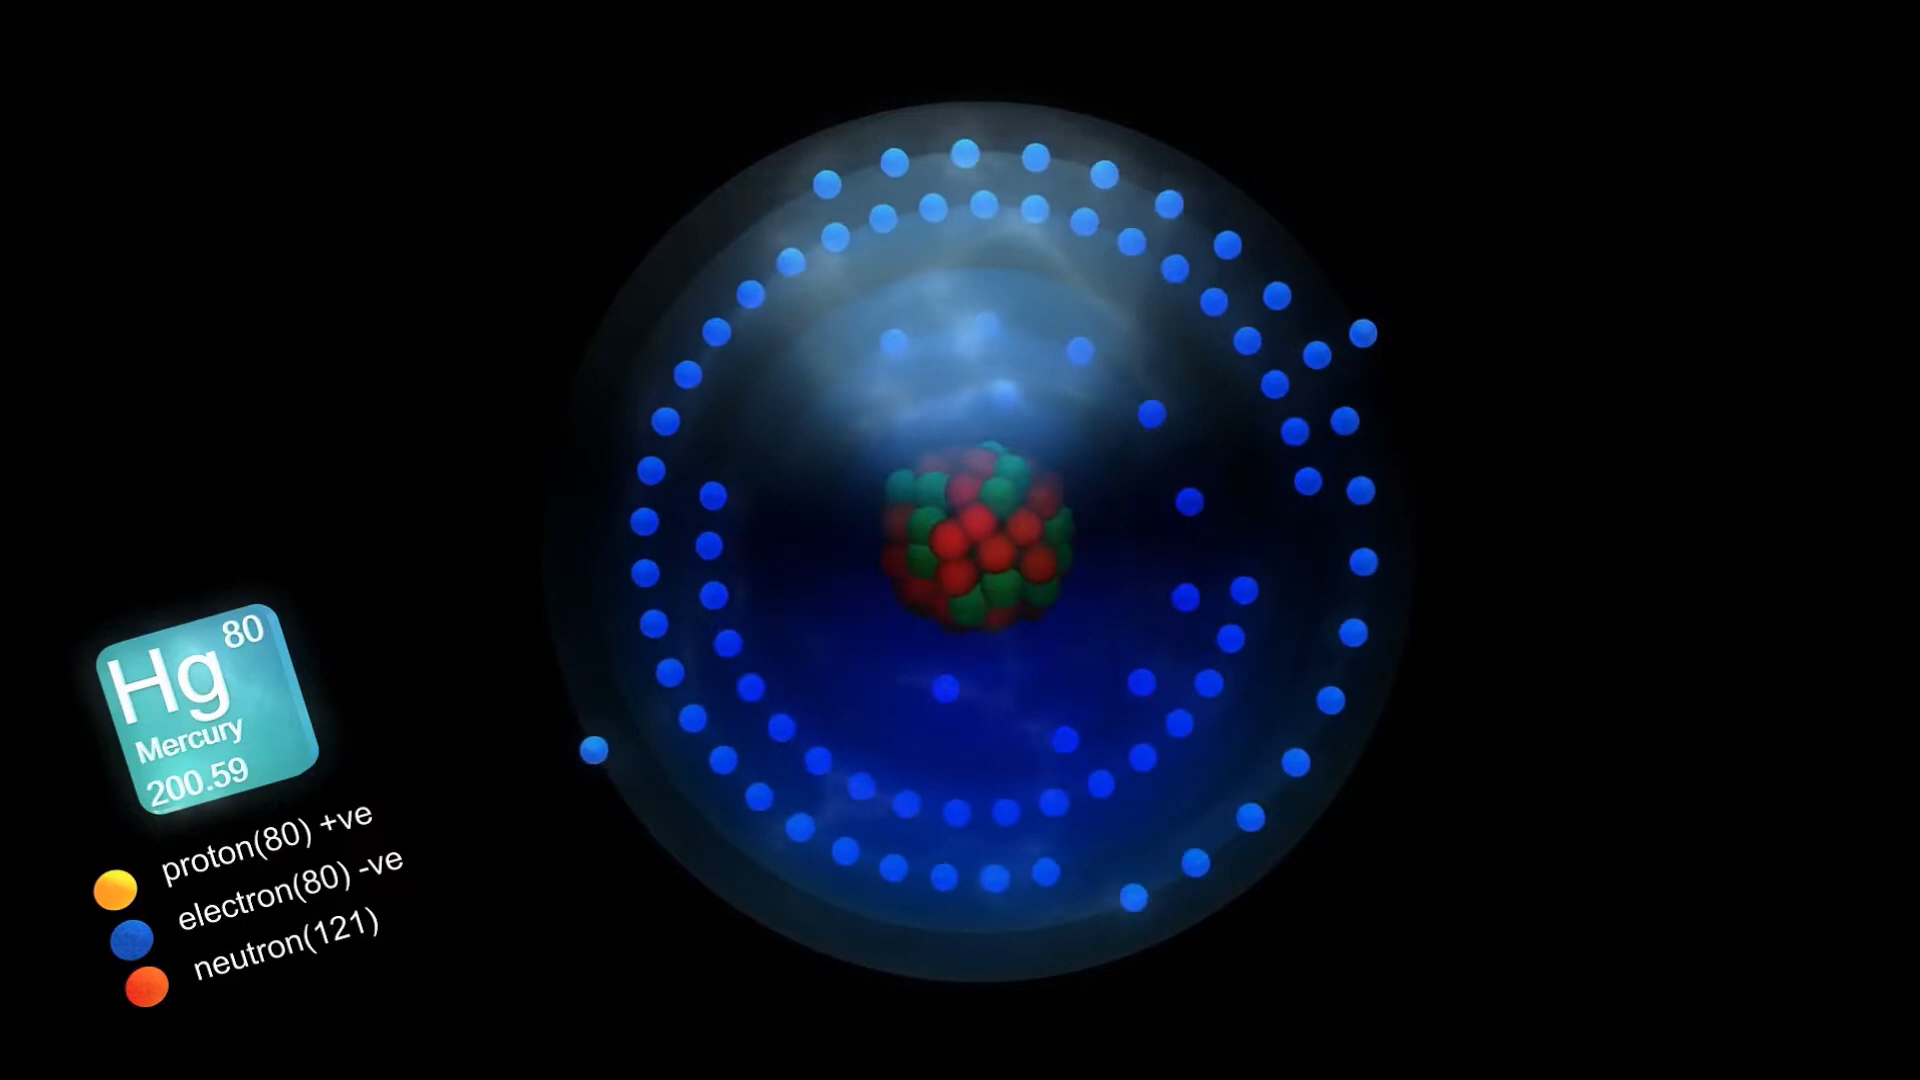 80
Hg
Mercury
200.59
proton(80) +ve
electron(80) -ve
neutron(121)